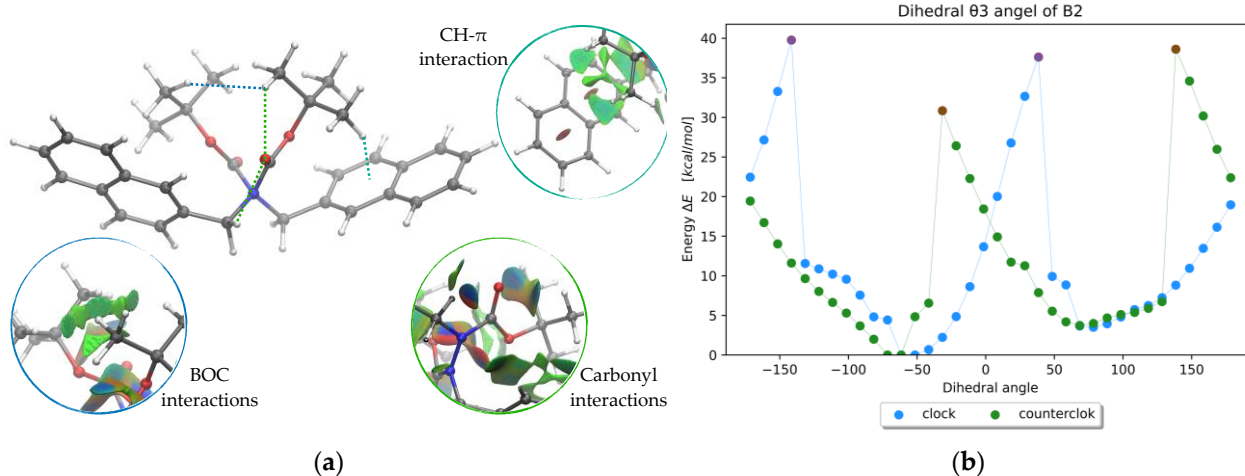 CH-π
interaction
BOC
interactions
Carbonyl
interactions
(a)
Dihedral θ3 angel of B2
Energy ΔE [kcal/mol]
40
35
30
25
20
15
10
5
0
−150
−100
−50
0
50
100
150
Dihedral angle
clock
counterclok
(b)